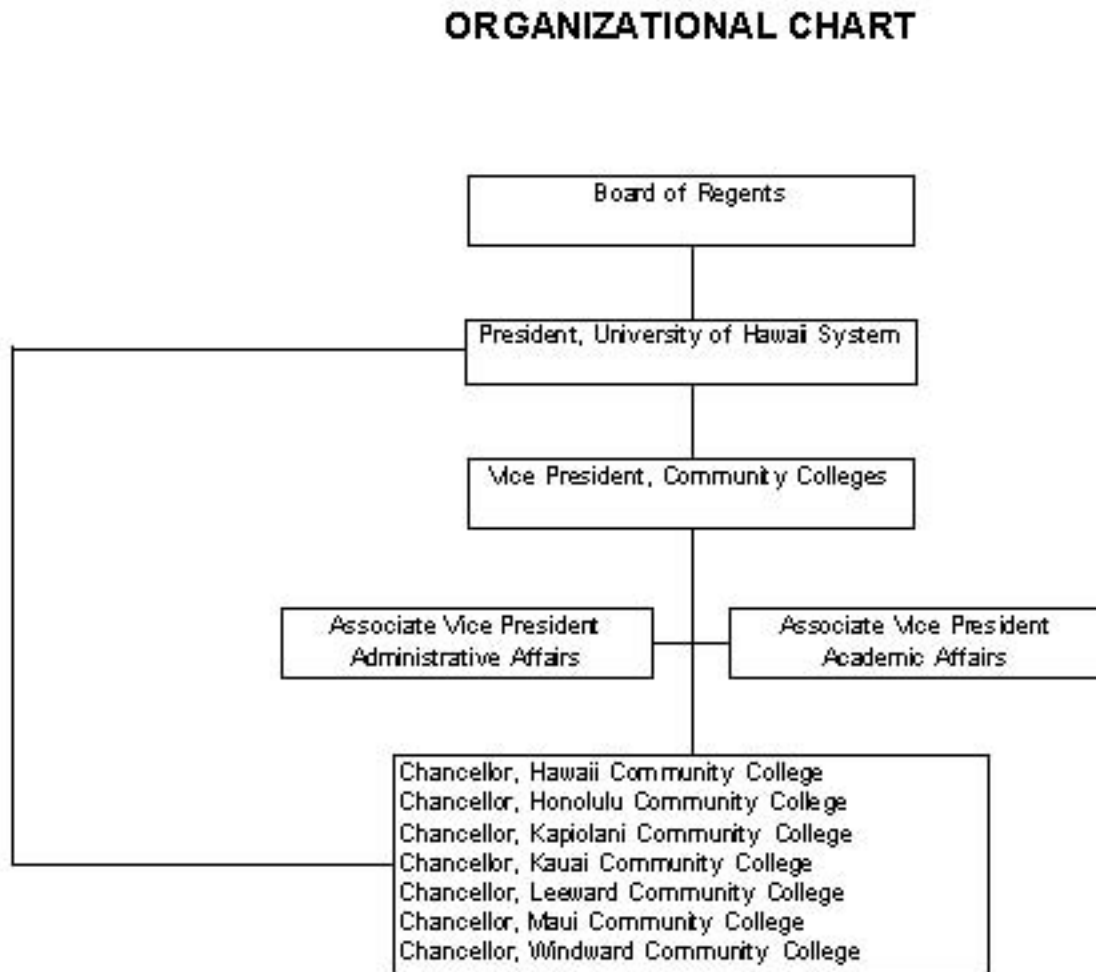 ORGANIZATIONAL CHART
Board of Regents
President, University of Hawaii System
Vice President, Community Colleges
Associate Vice President
Administrative Affairs
Associate Vice President
Academic Affairs
Chancellor, Hawaii Community College
Chancellor, Honolulu Community College
Chancellor, Kapiolani Community College
Chancellor, Kauai Community College
Chancellor, Leeward Community College
Chancellor, Maui Community College
Chancellor, Windward Community College